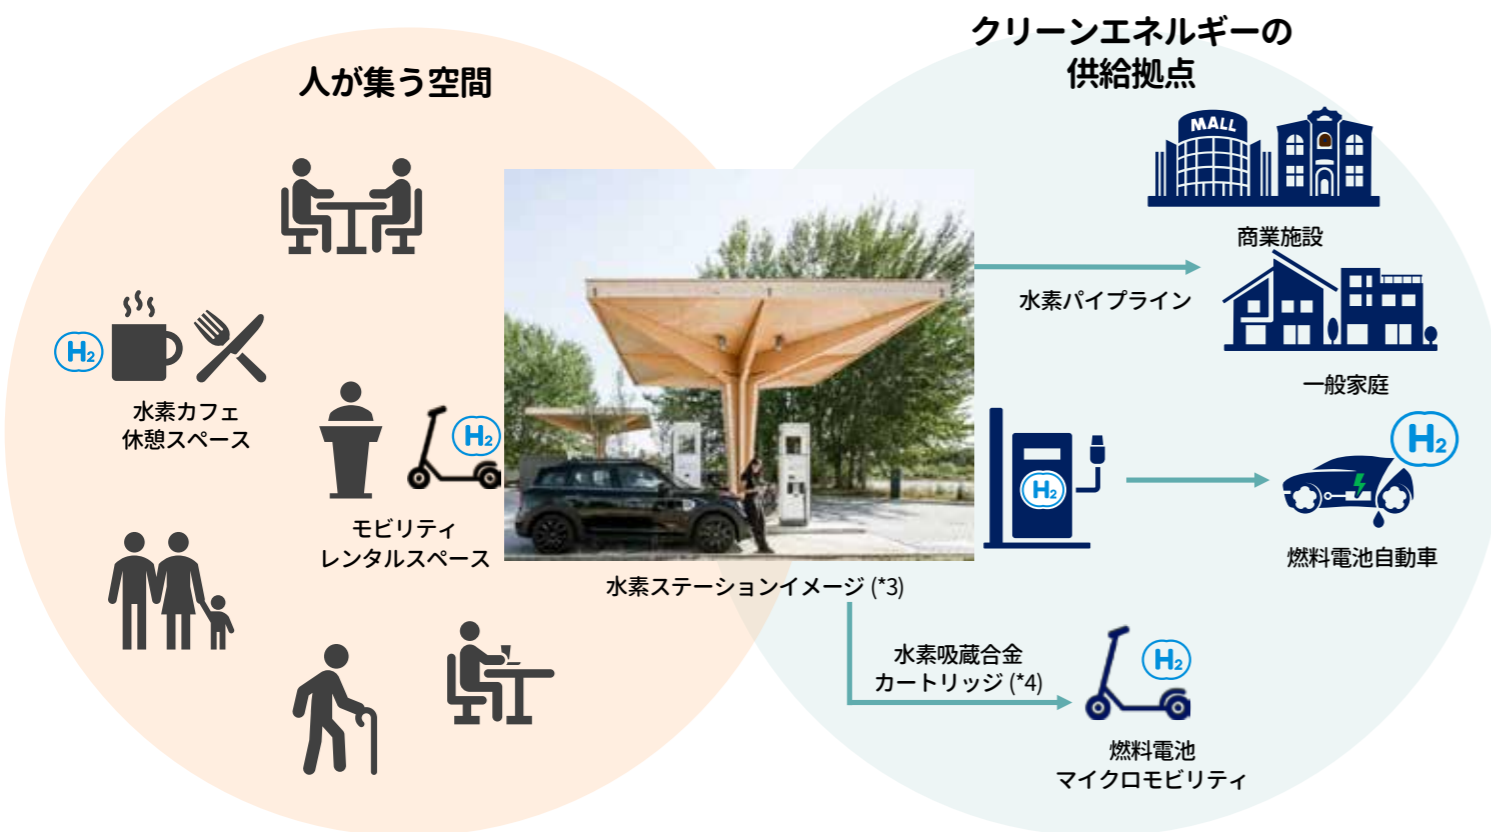 人が集う空間
クリーンエネルギーの
供給拠点
MALL
商業施設
水素パイプライン
一般家庭
H2
水素カフェ
休憩スペース
H2
モビリティ
レンタルスペース
H2
H2
燃料電池自動車
水素ステーションイメージ (*3)
水素吸蔵合金
カートリッジ (*4)
H2
燃料電池
マイクロモビリティ